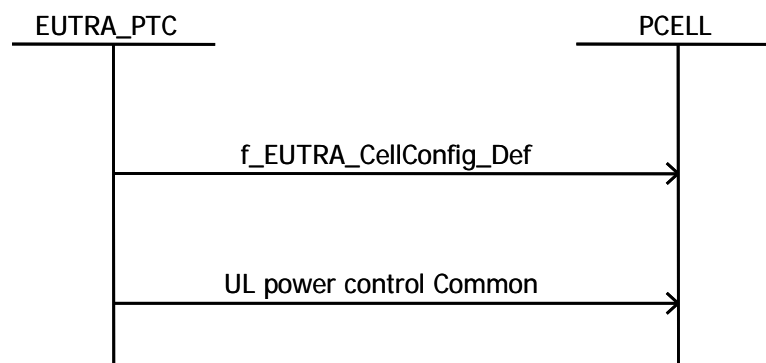 EUTRA_PTC PCELL
f_EUTRA_CellConfig_Def
UL power control Common